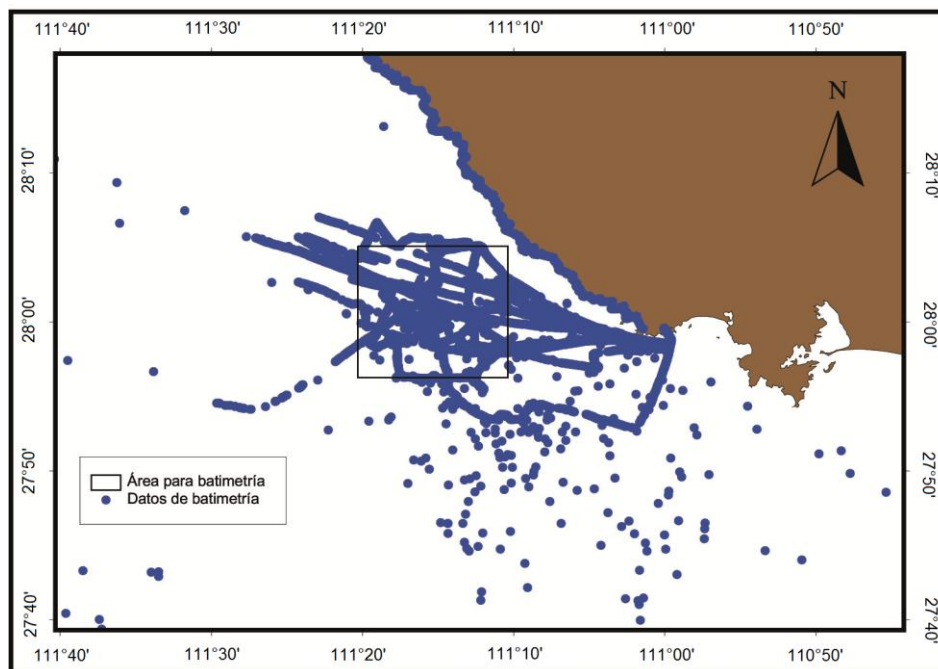 111°40' 111°30' 111°20' 111°10' 111°00' 110°50'
N
28°10' 28°10'
28°00' 28°00'
27°50' 27°50'
27°40' 27°40'
Área para batimetría
Datos de batimetría
111°40' 111°30' 111°20' 111°10' 111°00' 110°50'